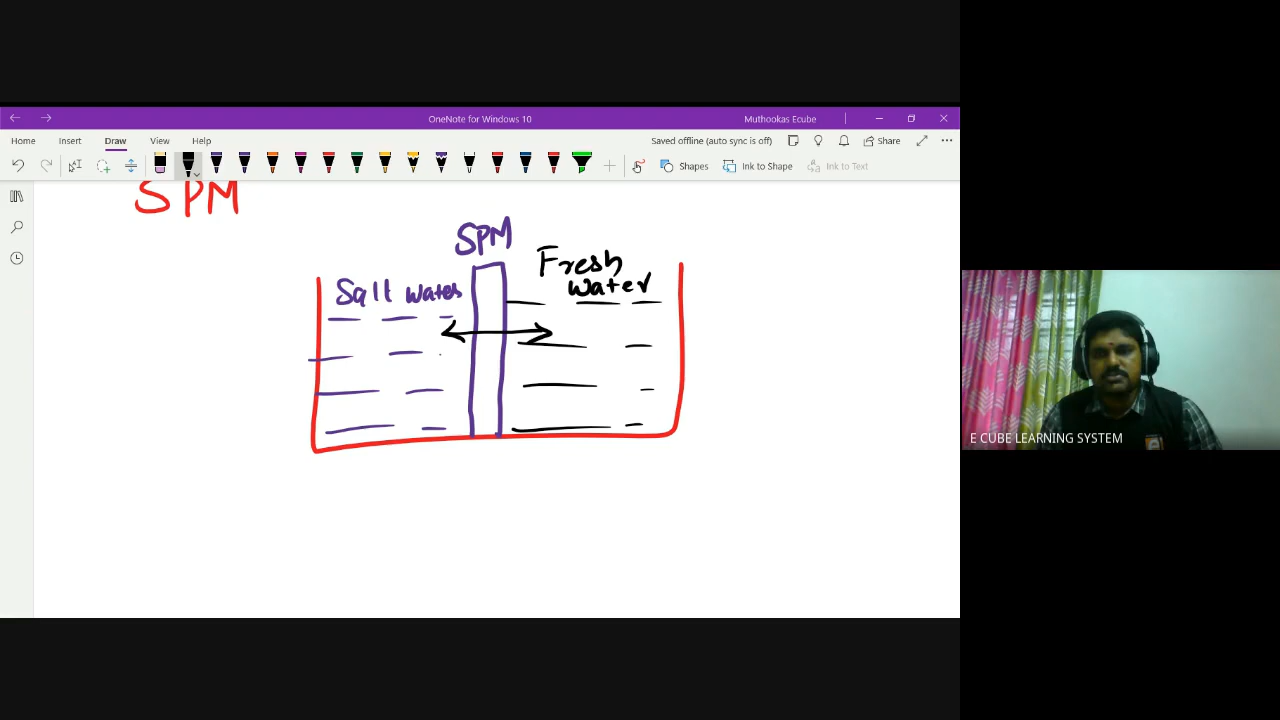 OneNote for Windows 10
Muthookas Ecube
Home Insert Draw View Help
Saved offline (auto sync is off)
Share
Shapes
Ink to Shape
Ink to Text
SPM
SPM
Salt water
Fresh
water
E CUBE LEARNING SYSTEM